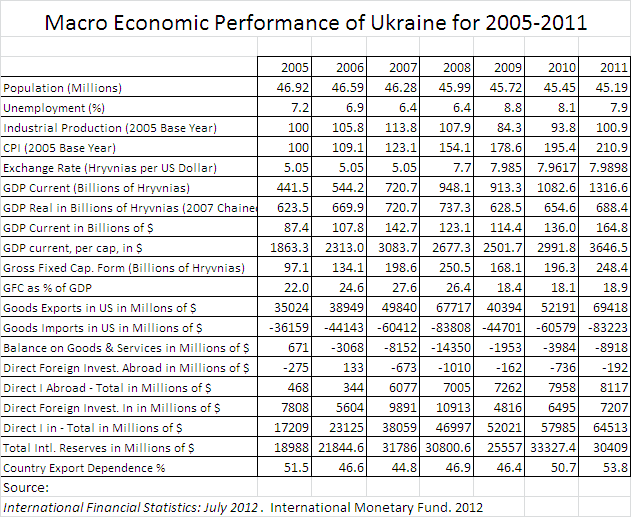 Macro Economic Performance of Ukraine for 2005-2011
2005 2006 2007 2008 2009 2010 2011
Population (Millions) 46.92 46.59 46.28 45.99 45.72 45.45 45.19
Unemployment (%) 7.2 6.9 6.4 6.4 8.8 8.1 7.9
Industrial Production (2005 Base Year) 100 105.8 113.8 107.9 84.3 93.8 100.9
CPI (2005 Base Year) 100 109.1 123.1 154.1 178.6 195.4 210.9
Exchange Rate (Hryvnias per US Dollar) 5.05 5.05 5.05 7.7 7.985 7.9617 7.9898
GDP Current (Billions of Hryvnias) 441.5 544.2 720.7 948.1 913.3 1082.6 1316.6
GDP Real in Billions of Hryvnias (2007 Chaine 623.5 669.9 720.7 737.3 628.5 654.6 688.4
GDP Current in Billions of $ 87.4 107.8 142.7 123.1 114.4 136.0 164.8
GDP current, per cap, in $ 1863.3 2313.0 3083.7 2677.3 2501.7 2991.8 3646.5
Gross Fixed Cap. Form (Billions of Hryvnias) 97.1 134.1 198.6 250.5 168.1 196.3 248.4
GFC as % of GDP 22.0 24.6 27.6 26.4 18.4 18.1 18.9
Goods Exports in US in Millons of $ 35024 38949 49840 67717 40394 52191 69418
Goods Imports in US in Millions of $ -36159 -44143 -60412 -83808 -44701 -60579 -83223
Balance on Goods & Services in Millions of $ 671 -3068 -8152 -14350 -1953 -3984 -8918
Direct Foreign Invest. Abroad in Millions of $ -275 133 -673 -1010 -162 -736 -192
Direct I Abroad - Total in Millions of $ 468 344 6077 7005 7262 7958 8117
Direct Foreign Invest. In in Millions of $ 7808 5604 9891 10913 4816 6495 7207
Direct I in - Total in Millions of $ 17209 23125 38059 46997 52021 57985 64513
Total Intl. Reserves in Millions of $ 18988 21844.6 31786 30800.6 25557 33327.4 30409
Country Export Dependence % 51.5 46.6 44.8 46.9 46.4 50.7 53.8
Source:
International Financial Statistics: July 2012 . International Monetary Fund. 2012